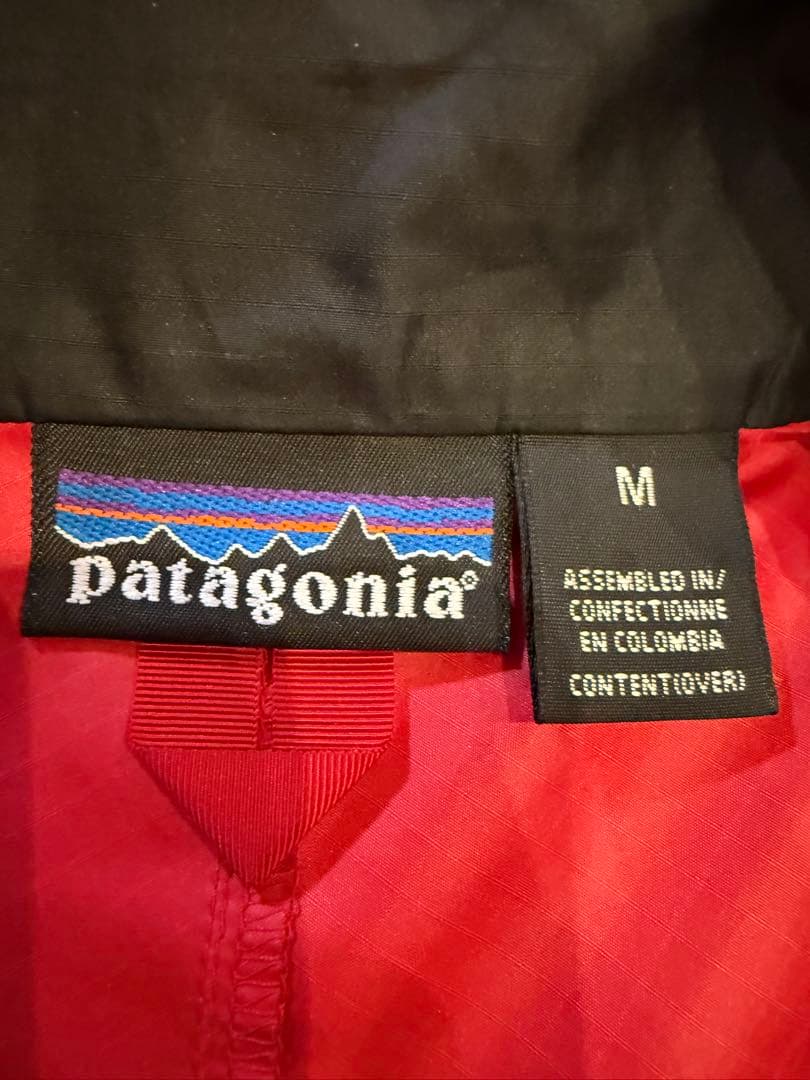 patagonia®
M
ASSEMBLED IN/
CONFECTIONNE
EN COLOMBIA
CONTENT(OVER)